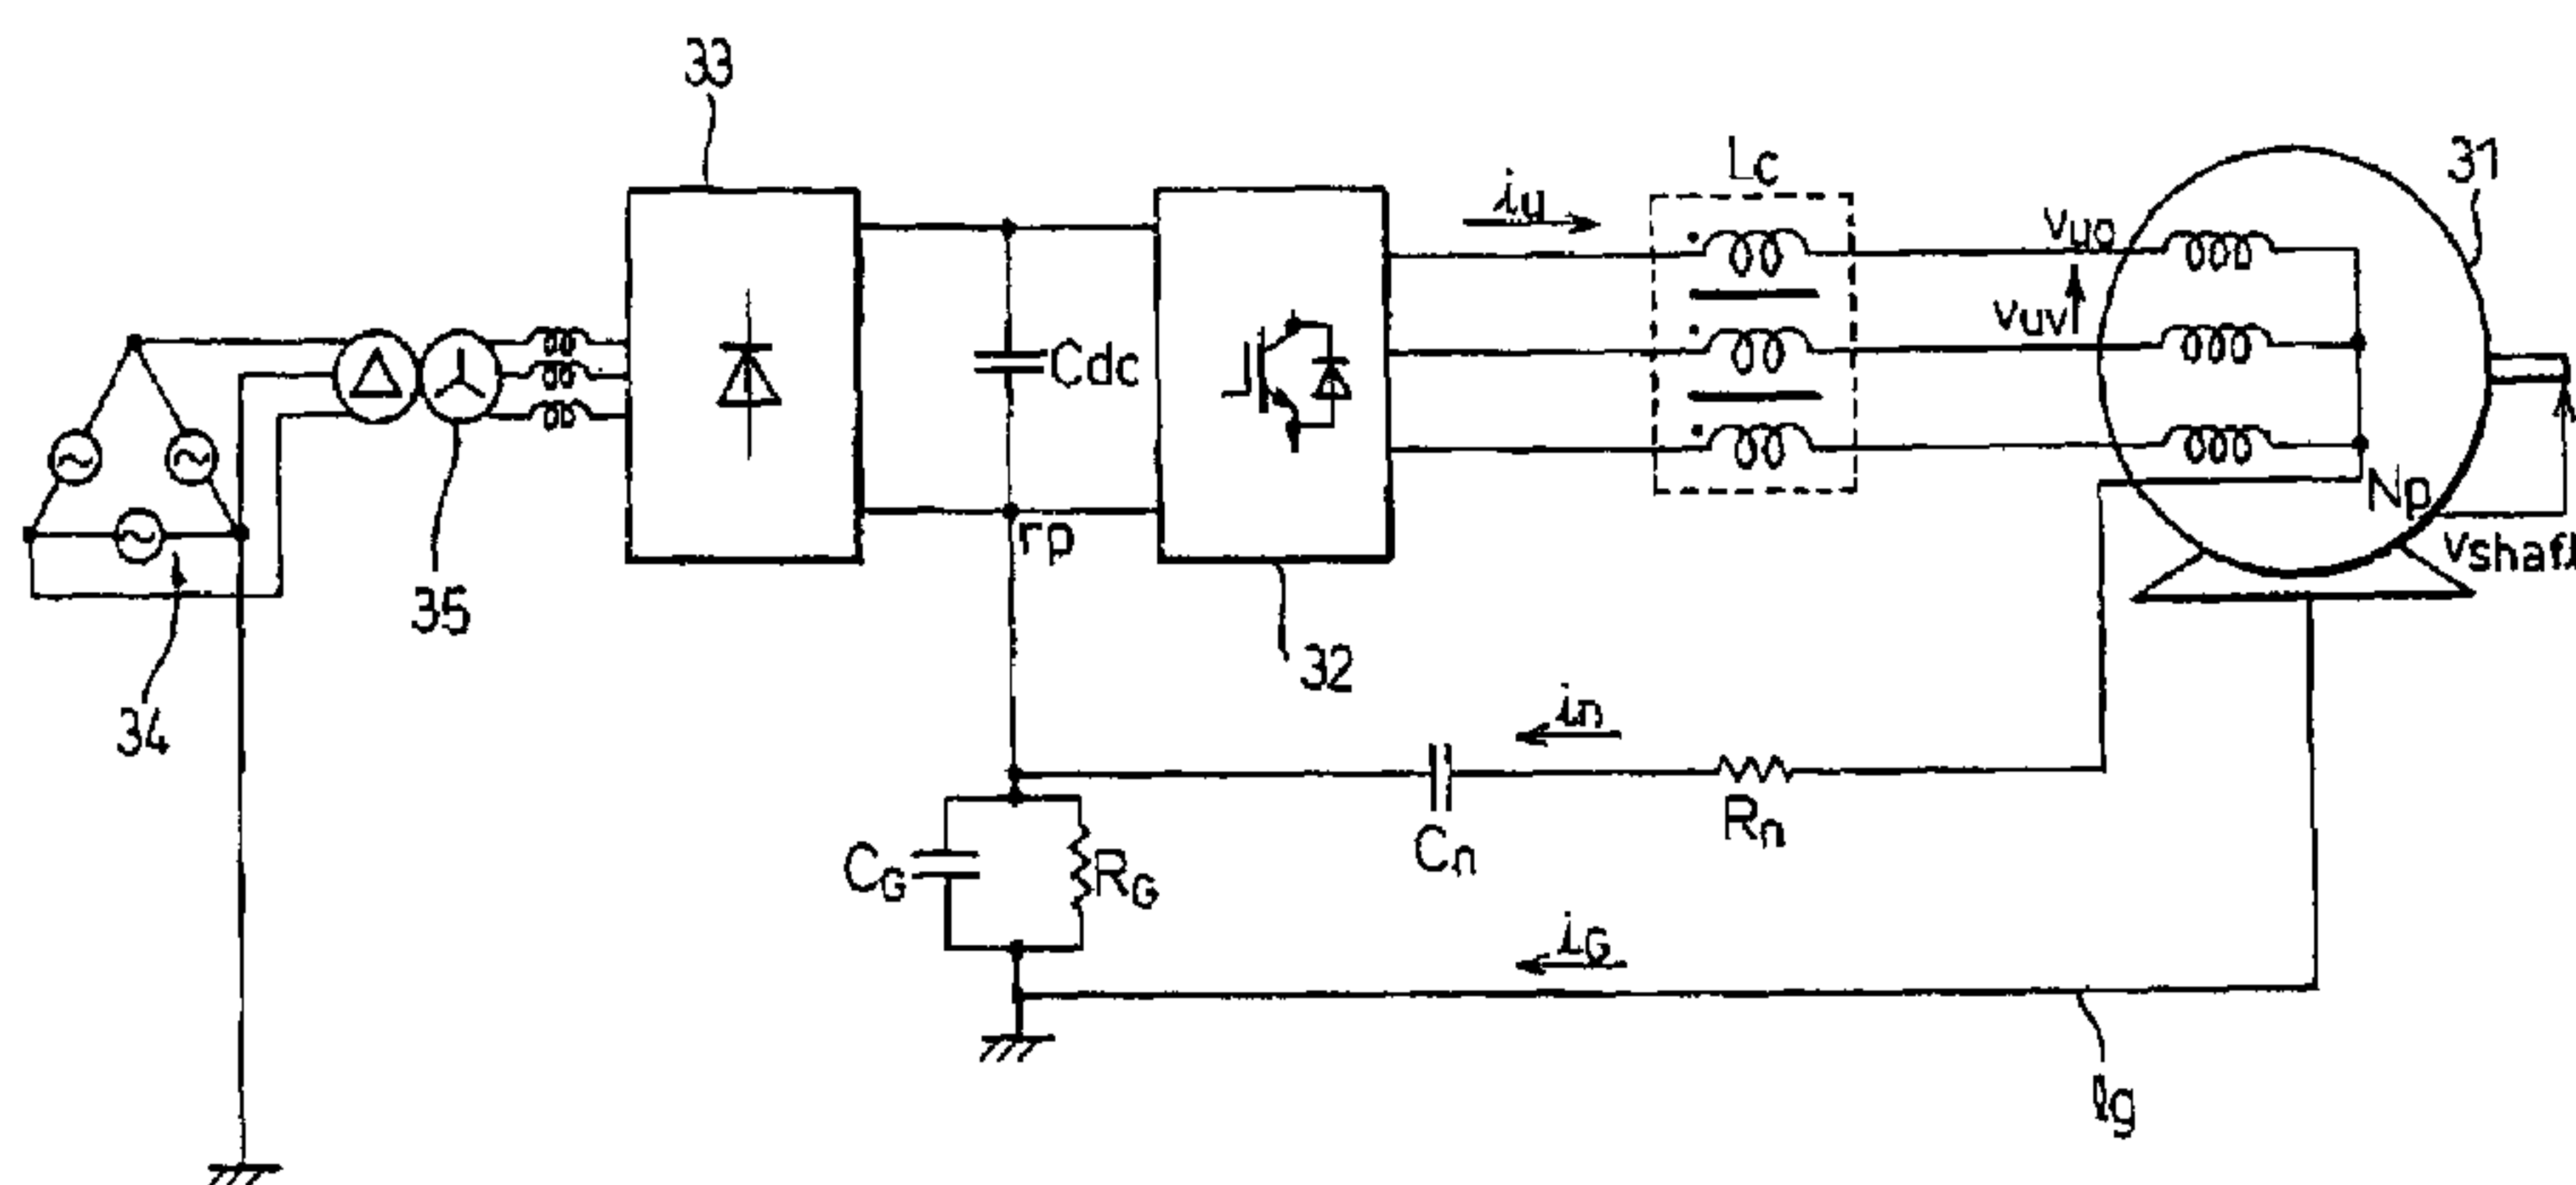 33
Lc
31
iu
vuo
vuv
Cdc
rp
Np
vshaft
35
32
34
in
Cn
Rn
CG
RG
iG
ℓg